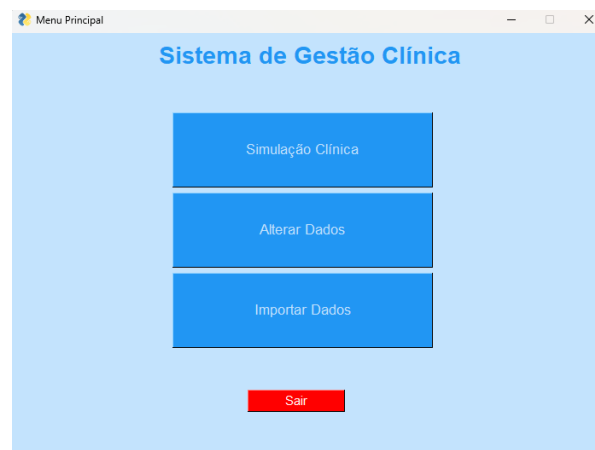 Menu Principal
Sistema de Gestão Clínica
Simulação Clínica
Alterar Dados
Importar Dados
Sair